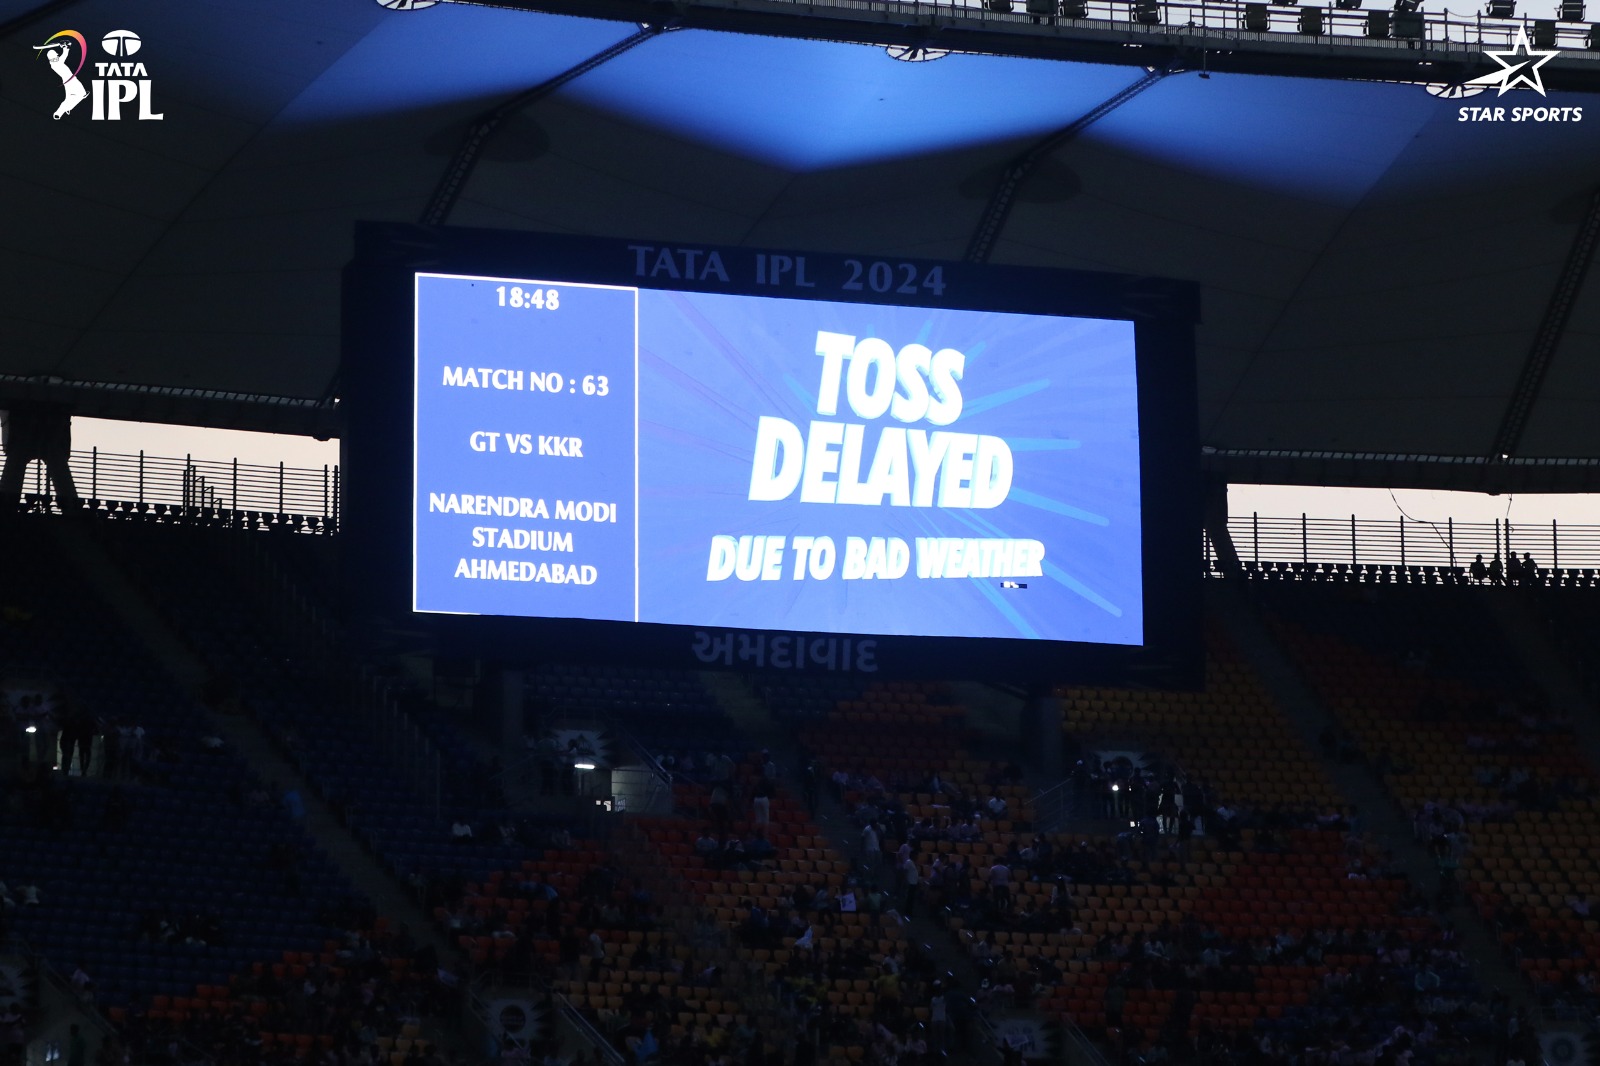 TATA
IPL
STAR SPORTS
TATA IPL 2024
18:48
MATCH NO : 63
GT VS KKR
NARENDRA MODI
STADIUM
AHMEDABAD
TOSS
DELAYED
DUE TO BAD WEATHER
અમદાવાદ